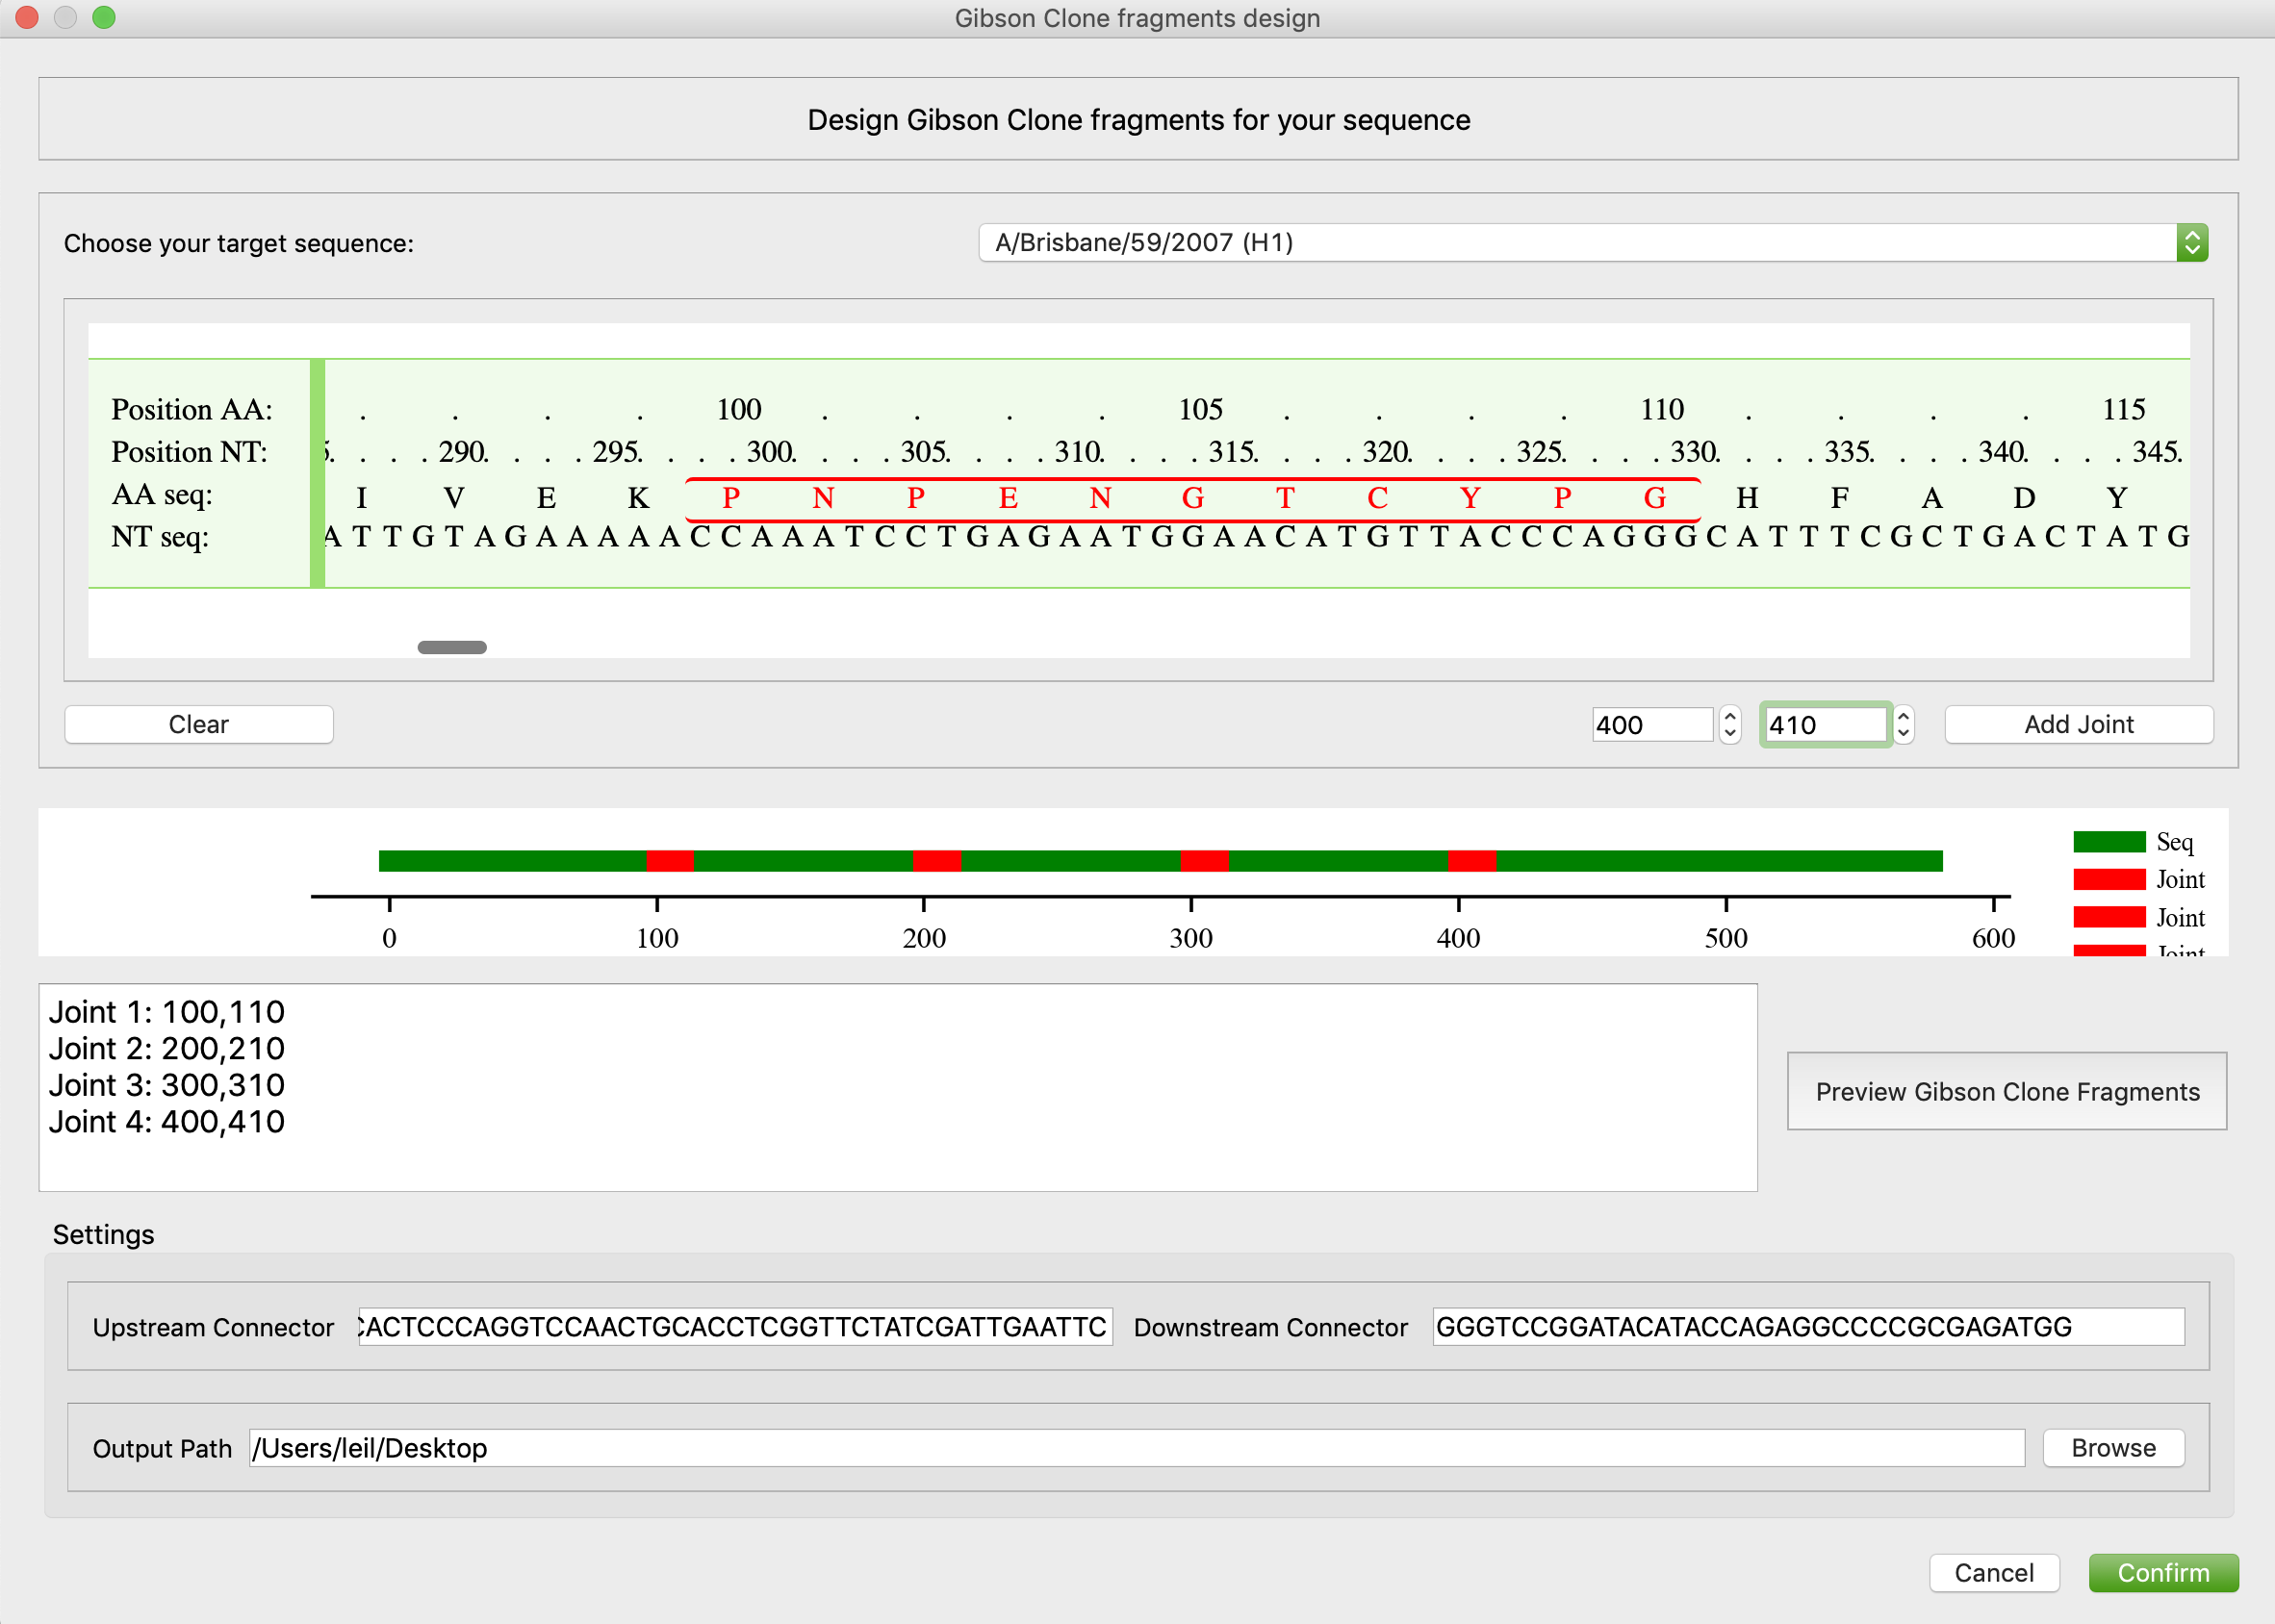 Gibson Clone fragments design
Design Gibson Clone fragments for your sequence
Choose your target sequence: A/Brisbane/59/2007 (H1)
Position AA: . . . . 100 . . . . 105 . . . . 110 . . . . 115
Position NT: . . . . 290. . . . 295. . . . 300. . . . 305. . . . 310. . . . 315. . . . 320. . . . 325. . . . 330. . . . 335. . . . 340. . . . 345.
AA seq: I V E K P N P E N G T C Y P G H F A D Y
NT seq: A T T G T A G A A A A A C C A A A T C C T G A G A A T G G A A C A T G T T A C C C A G G G C A T T T C G C T G A C T A T G
Clear 400 410 Add Joint
Seq
Joint
Joint
Joint
0 100 200 300 400 500 600
Joint 1: 100,110
Joint 2: 200,210
Joint 3: 300,310
Joint 4: 400,410
Preview Gibson Clone Fragments
Settings
Upstream Connector CACTCCCAGGTCCAACTGCACCTCGGTTCTATCGATTGAATTC Downstream Connector GGGTCCGGATACATACCAGAGGCCCCGCGAGATGG
Output Path /Users/leil/Desktop Browse
Cancel Confirm